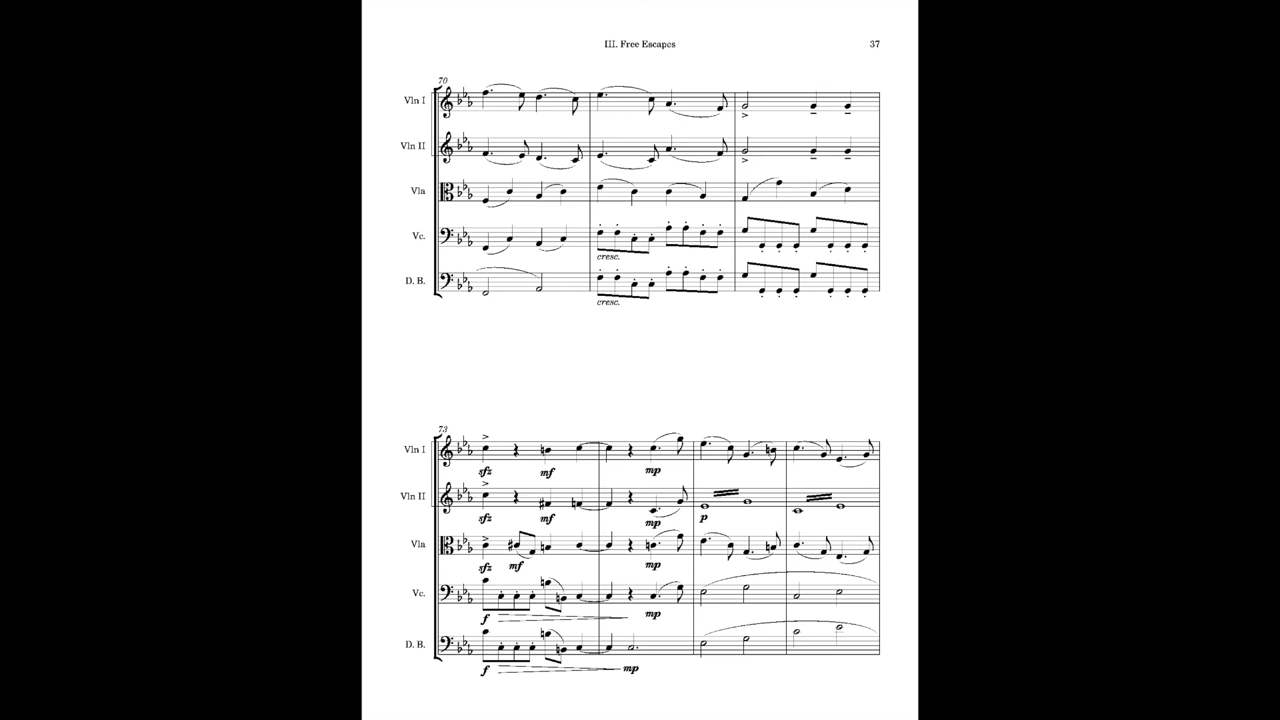 III. Free Escapes 37
70
Vln I
Vln II
Vla
Vc.
cresc.
D. B.
cresc.
73
Vln I
sfz mf mp
Vln II
sfz mf mp p
Vla
sfz mf mp
Vc.
f mp
D. B.
f mp